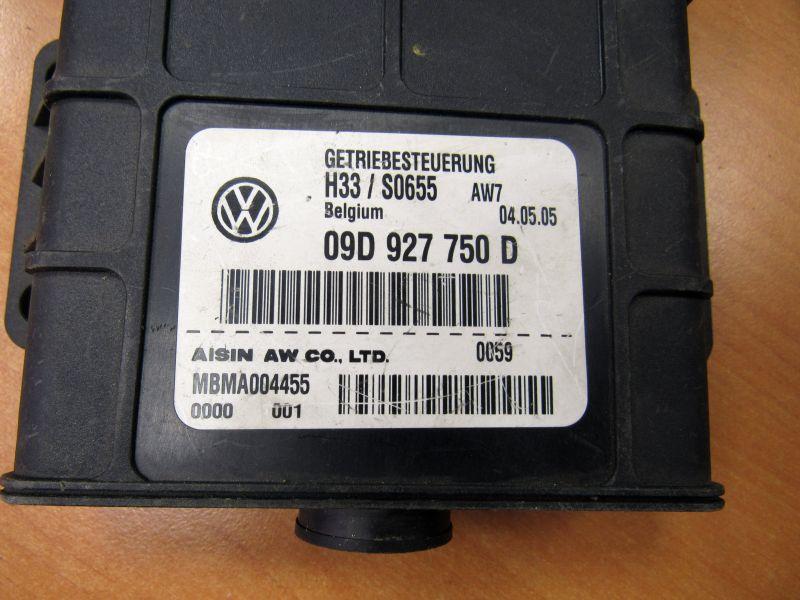 GETRIEBESTEUERUNG
H33 / S0655 AW7
Belgium 04.05.05
09D 927 750 D
AISIN AW CO., LTD. 0059
MBMA004455
0000 001